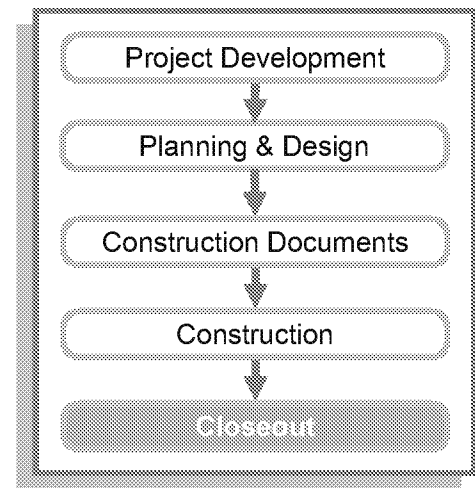 Project Development
Planning & Design
Construction Documents
Construction
Closeout